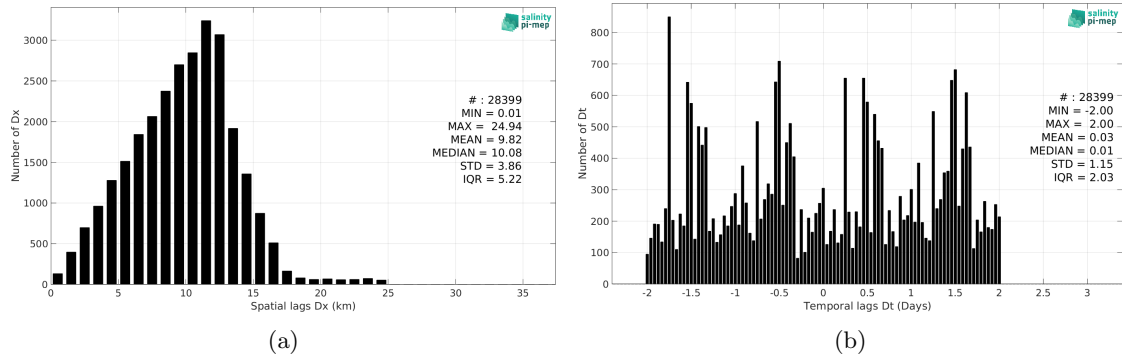 salinity
pi-mep
3000
2500
2000
1500
1000
500
0
Number of Dx
# : 28399
MIN = 0.01
MAX = 24.94
MEAN = 9.82
MEDIAN = 10.08
STD = 3.86
IQR = 5.22
0 5 10 15 20 25 30 35
Spatial lags Dx (km)
(a)
salinity
pi-mep
800
700
600
500
400
300
200
100
0
Number of Dt
# : 28399
MIN = -2.00
MAX = 2.00
MEAN = 0.03
MEDIAN = 0.01
STD = 1.15
IQR = 2.03
-2 -1.5 -1 -0.5 0 0.5 1 1.5 2 2.5 3
Temporal lags Dt (Days)
(b)